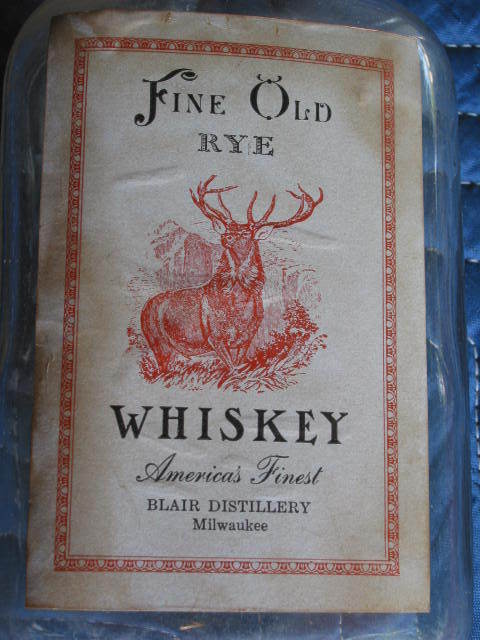 Fine Old
RYE
WHISKEY
America's Finest
BLAIR DISTILLERY
Milwaukee